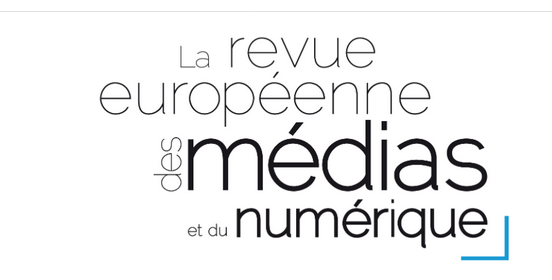 La revue
européenne
des médias
et du numérique